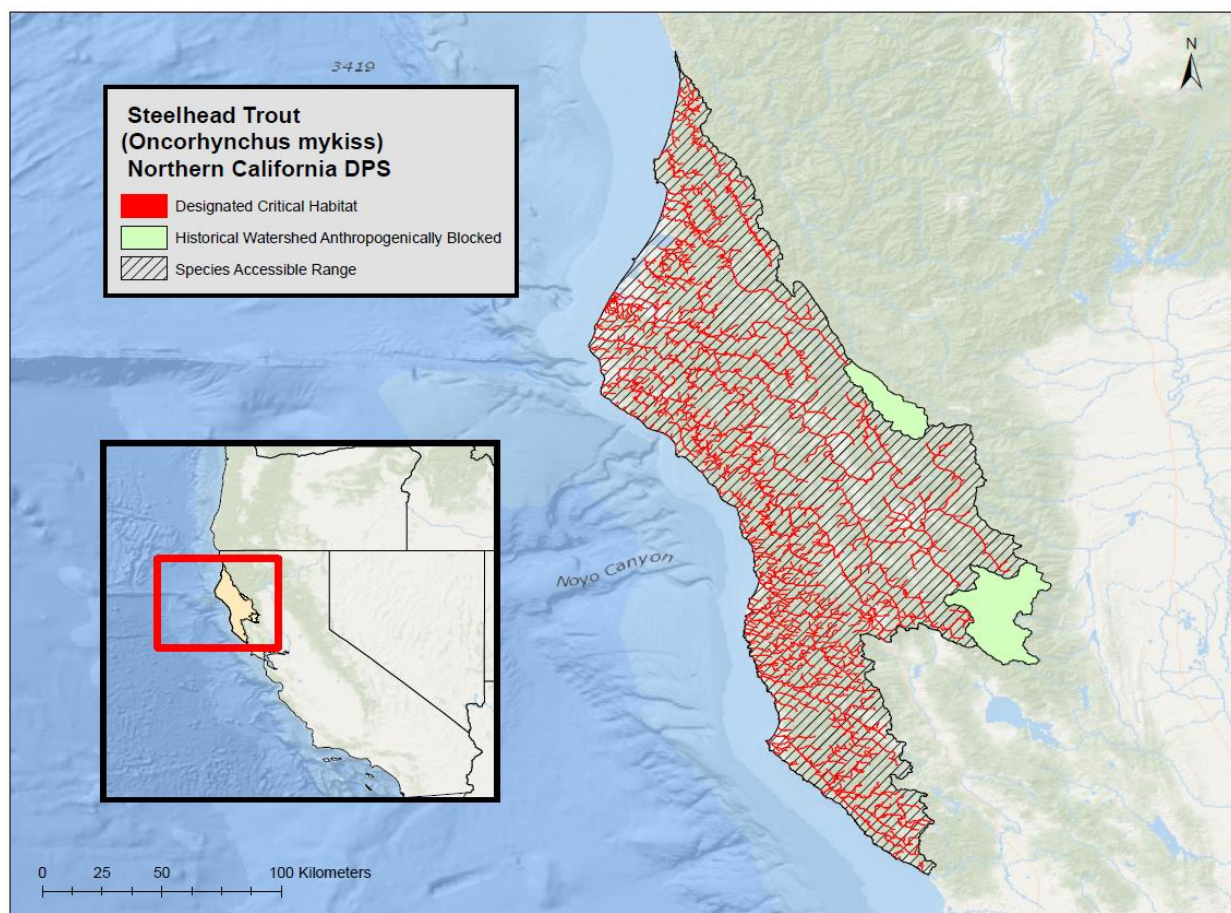 3419
N
Steelhead Trout
(Oncorhynchus mykiss)
Northern California DPS
Designated Critical Habitat
Historical Watershed Anthropogenically Blocked
Species Accessible Range
Noyo Canyon
0 25 50 100 Kilometers